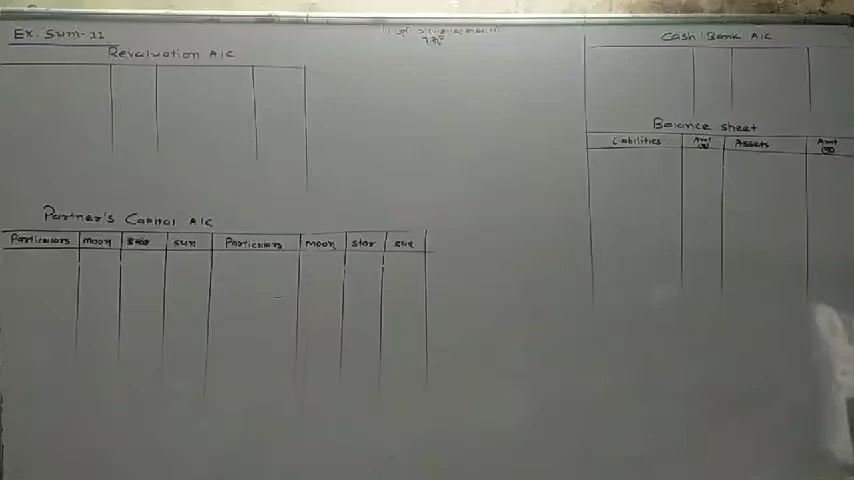 Ex. Sum-11
Revaluation A/C
Partner's Capital A/C
Particulars Moon Star Sun Particulars Moon Star Sun
Cash/Bank A/C
Balance Sheet
Liabilities Amt (₹) Assets Amt (₹)